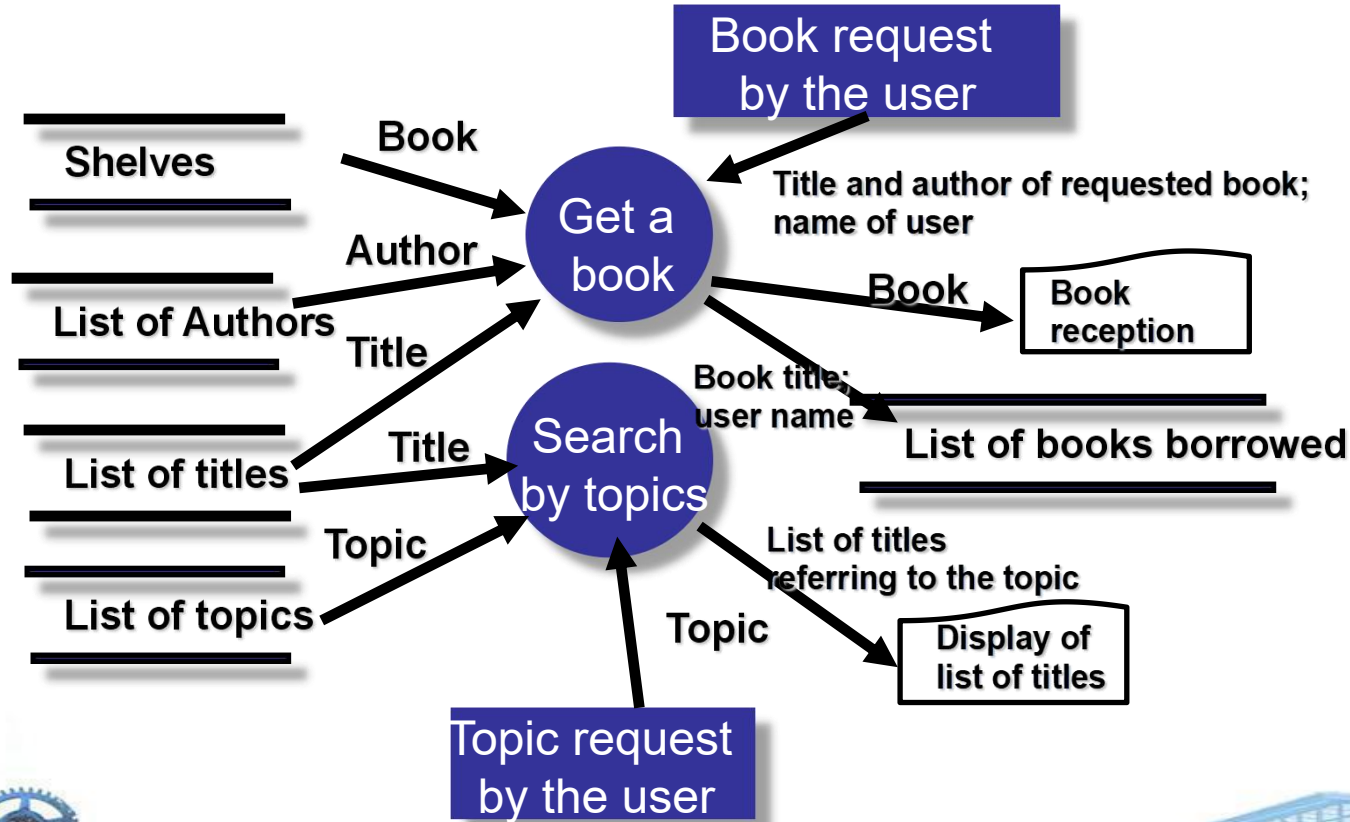 Book request
by the user
Book
Shelves
Title and author of requested book;
name of user
Get a
book
Author
List of Authors
Book
Book
reception
Title
Book title;
user name
List of books borrowed
Title
Search
by topics
List of titles
Topic
List of titles
referring to the topic
List of topics
Topic
Display of
list of titles
Topic request
by the user